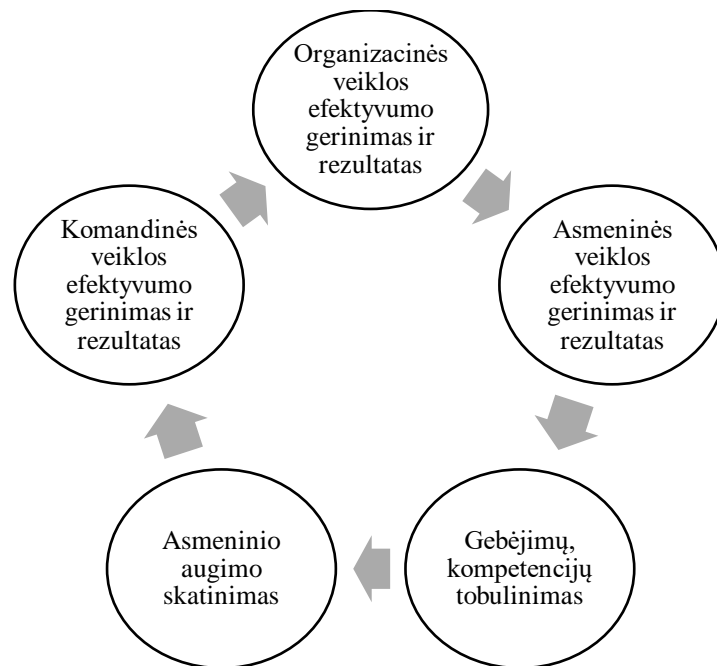 Organizacinės
veiklos
efektyvumo
gerinimas ir
rezultatas
Asmeninės
veiklos
efektyvumo
gerinimas ir
rezultatas
Gebėjimų,
kompetencijų
tobulinimas
Asmeninio
augimo
skatinimas
Komandinės
veiklos
efektyvumo
gerinimas ir
rezultatas